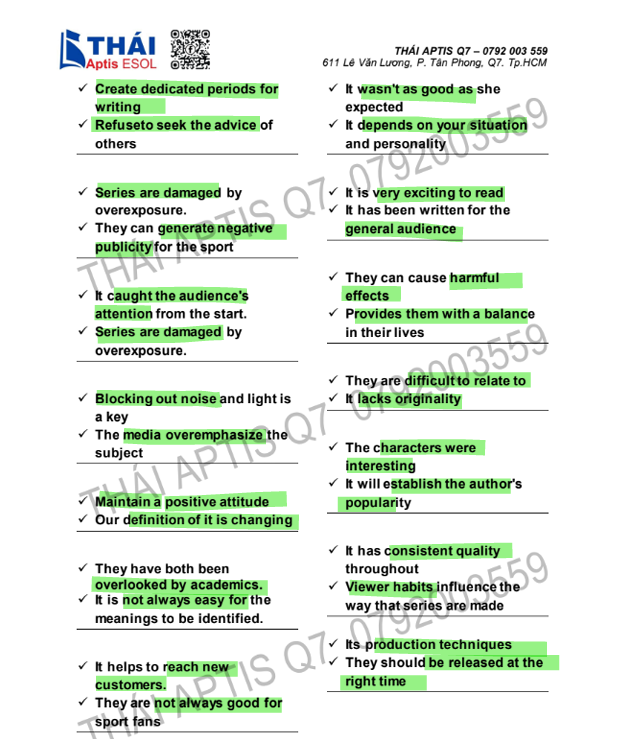 THÁI
Aptis ESOL
THÁI APTIS Q7 – 0792 003 559
611 Lê Văn Lương, P. Tân Phong, Q7. Tp.HCM
✓ Create dedicated periods for
writing
✓ Refuseto seek the advice of
others
✓ Series are damaged by
overexposure.
✓ They can generate negative
publicity for the sport
✓ It caught the audience's
attention from the start.
✓ Series are damaged by
overexposure.
✓ Blocking out noise and light is
a key
✓ The media overemphasize the
subject
✓ Maintain a positive attitude
✓ Our definition of it is changing
✓ They have both been
overlooked by academics.
✓ It is not always easy for the
meanings to be identified.
✓ It helps to reach new
customers.
✓ They are not always good for
sport fans
✓ It wasn't as good as she
expected
✓ It depends on your situation
and personality
✓ It is very exciting to read
✓ It has been written for the
general audience
✓ They can cause harmful
effects
✓ Provides them with a balance
in their lives
✓ They are difficult to relate to
✓ It lacks originality
✓ The characters were
interesting
✓ It will establish the author's
popularity
✓ It has consistent quality
throughout
✓ Viewer habits influence the
way that series are made
✓ Its production techniques
✓ They should be released at the
right time
THÁI APTIS Q7 0792003559
THÁI APTIS Q7 0792003559
THÁI APTIS Q7 0792003559